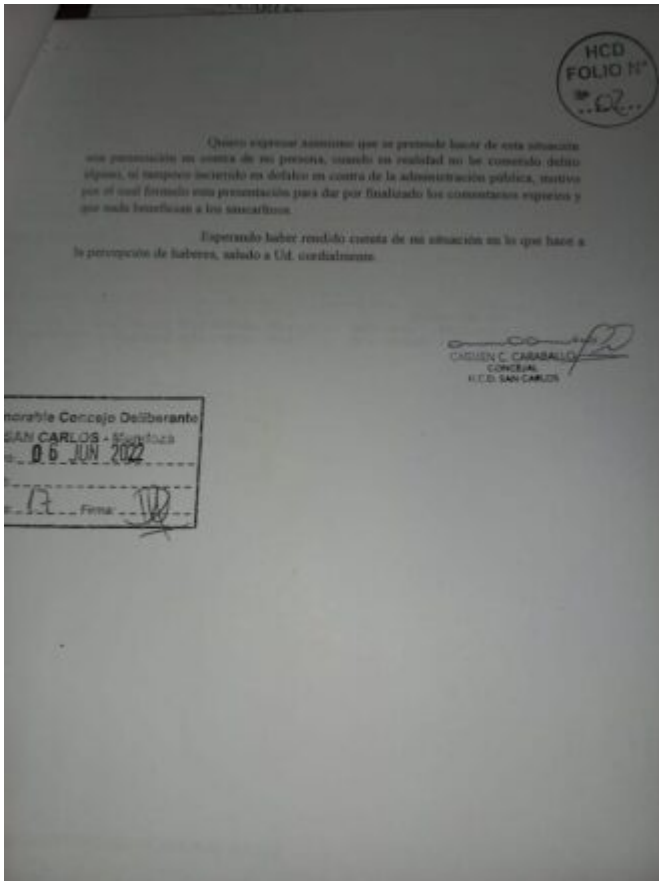 HCD
FOLIO N°
02
Quiero expresar asimismo que se pretende hacer de esta situación
una persecución en contra de mi persona, cuando en realidad no he cometido delito
alguno, ni tampoco incurrido en defalco en contra de la administración pública, motivo
por el cual formulo esta presentación para dar por finalizado los comentarios espurios y
que nada benefician a los sancarlinos.
Esperando haber rendido cuenta de mi situación en lo que hace a
la percepción de haberes, saludo a Ud. cordialmente.
C. CARABALLO
CONCEJAL
H.C.D. SAN CARLOS
norable Concejo Deliberante
SAN CARLOS - Mendoza
06 JUN 2022
17 Firma: